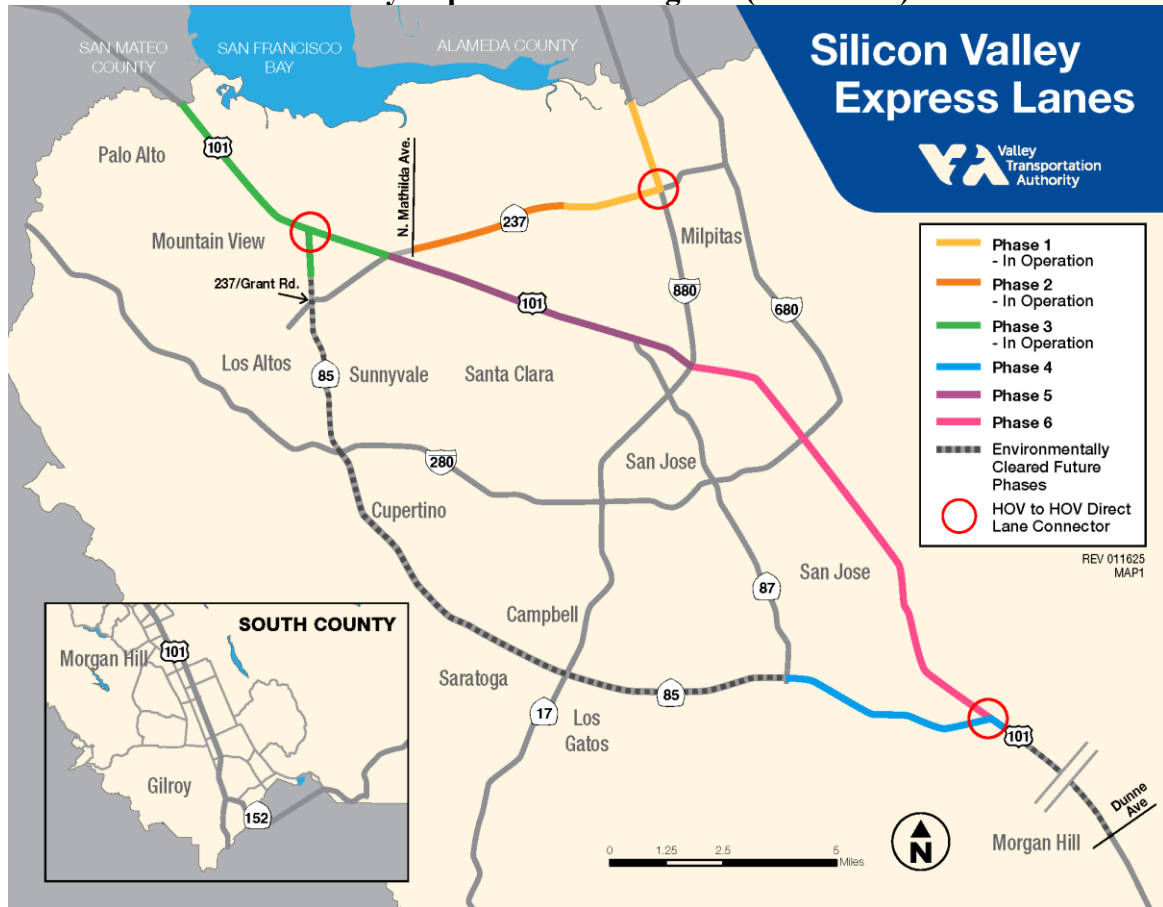 SAN MATEO
COUNTY
SAN FRANCISCO
BAY
ALAMEDA COUNTY
Silicon Valley
Express Lanes
VTA
Valley
Transportation
Authority
101
Palo Alto
N. Mathilda Ave.
237
Mountain View
Milpitas
237/Grant Rd.
880
680
101
Los Altos
85
Sunnyvale
Santa Clara
280
San Jose
Cupertino
Phase 1
- In Operation
Phase 2
- In Operation
Phase 3
- In Operation
Phase 4
Phase 5
Phase 6
Environmentally
Cleared Future
Phases
HOV to HOV Direct
Lane Connector
REV 011625
MAP1
San Jose
87
Campbell
Saratoga
85
17
Los
Gatos
101
Dunne
Ave
Morgan Hill
SOUTH COUNTY
101
Morgan Hill
Gilroy
152
0 1.25 2.5 5
Miles
N